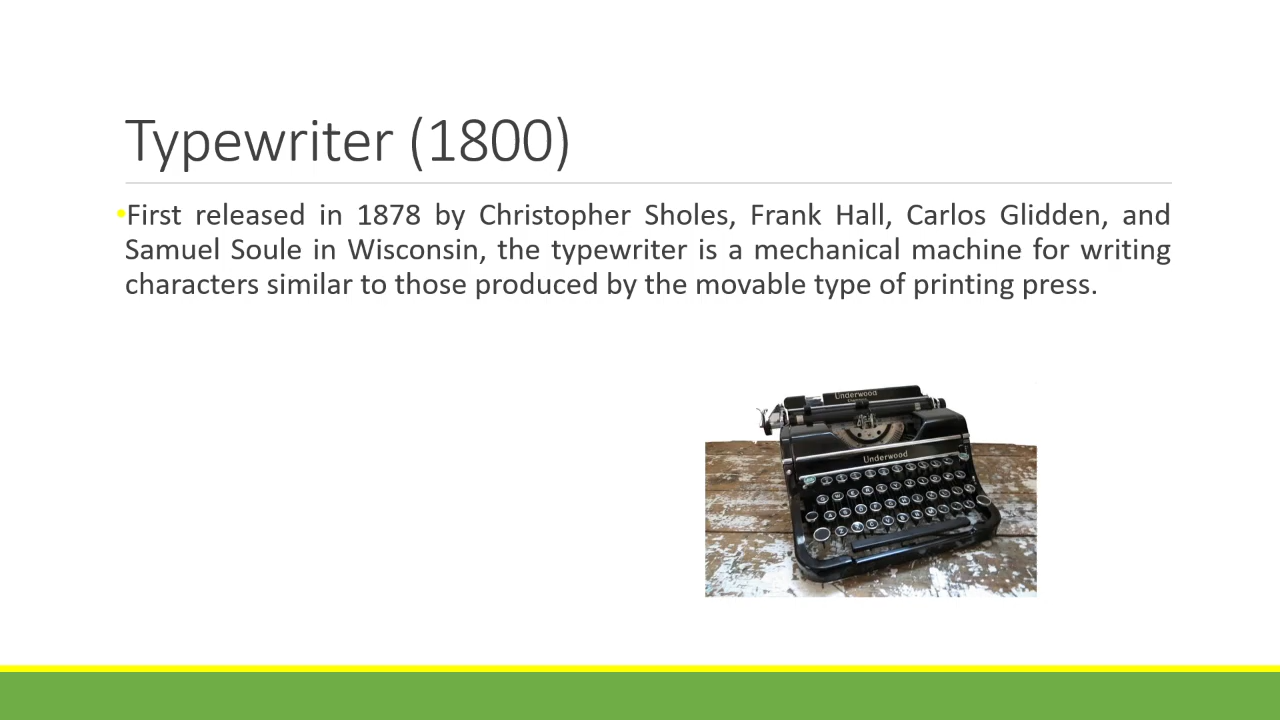 Typewriter (1800)
•First released in 1878 by Christopher Sholes, Frank Hall, Carlos Glidden, and
Samuel Soule in Wisconsin, the typewriter is a mechanical machine for writing
characters similar to those produced by the movable type of printing press.
Underwood
Underwood